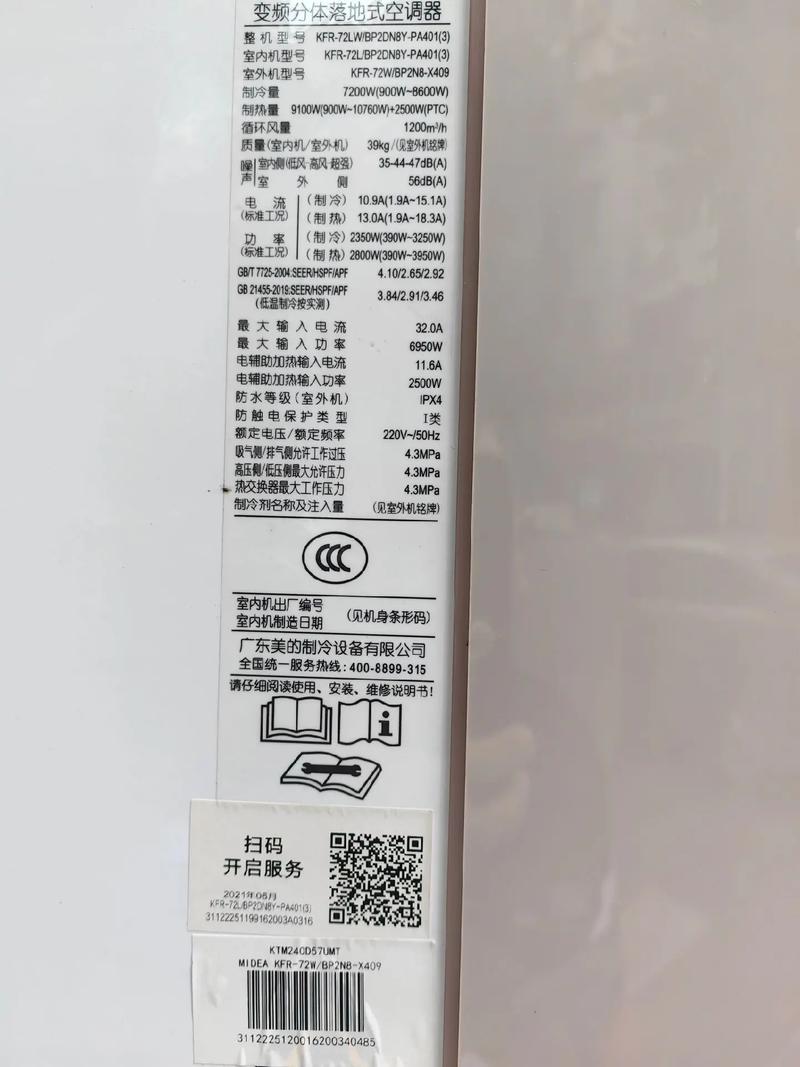 变频分体落地式空调器
整机型号 KFR-72LW/BP2DN8Y-PA401(3)
室内机型号 KFR-72L/BP2DN8Y-PA401(3)
室外机型号 KFR-72W/BP2N8-X409
制冷量 7200W(900W~8600W)
制热量 9100W(900W~10760W)+2500W(PTC)
循环风量 1200m³/h
质量(室内机/室外机) 39kg/(见室外机铭牌)
噪声 室内侧(低风-高风-超强) 35-44-47dB(A)
室外侧 56dB(A)
电流(标准工况) (制冷) 10.9A(1.9A~15.1A)
(制热) 13.0A(1.9A~18.3A)
功率(标准工况) (制冷) 2350W(390W~3250W)
(制热) 2800W(390W~3950W)
GB/T 7725-2004:SEER/HSPF/APF 4.10/2.65/2.92
GB 21455-2019:SEER/HSPF/APF 3.84/2.91/3.46
(低温制冷按实测)
最大输入电流 32.0A
最大输入功率 6950W
电辅助加热输入电流 11.6A
电辅助加热输入功率 2500W
防水等级(室外机) IPX4
防触电保护类型 I类
额定电压/额定频率 220V~/50Hz
吸气侧/排气侧允许工作过压 4.3MPa
高压侧/低压侧最大允许压力 4.3MPa
热交换器最大工作压力 4.3MPa
制冷剂名称及注入量 (见室外机铭牌)
CCC
室内机出厂编号
室内机制造日期 (见机身条形码)
广东美的制冷设备有限公司
全国统一服务热线:400-8899-315
请仔细阅读使用、安装、维修说明书!
扫码
开启服务
2021年06月
KFR-72L/BP2DN8Y-PA401(3)
31122251199162003A0316
KTM240D57UMT
MIDEA KFR-72W/BP2N8-X409
3112225120016200340485